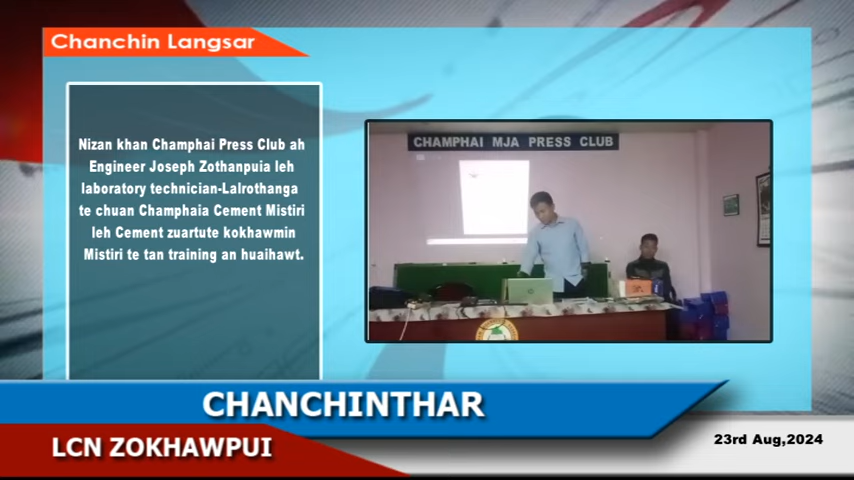 Chanchin Langsar
Nizan khan Champhai Press Club ah
Engineer Joseph Zothanpuia leh
laboratory technician-Lalrothanga
te chuan Champhaia Cement Mistiri
leh Cement zuartute kokhawmin
Mistiri te tan training an huaihawt.
CHAMPHAI MJA PRESS CLUB
CHANCHINTHAR
LCN ZOKHAWPUI
23rd Aug,2024